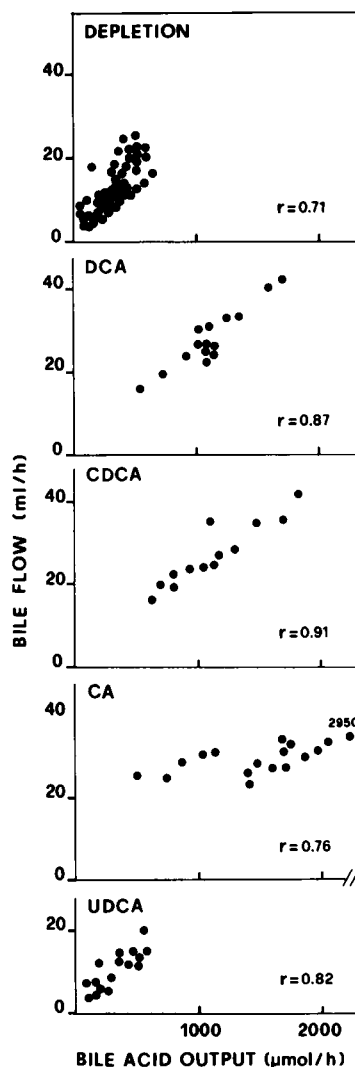 DEPLETION
40
20
0
r=0.71
DCA
40
20
0
r=0.87
CDCA
40
20
0
r=0.91
CA
2950
40
20
0
r=0.76
UDCA
20
0
r=0.82
1000
2000
BILE FLOW (ml/h)
BILE ACID OUTPUT (μmol/h)